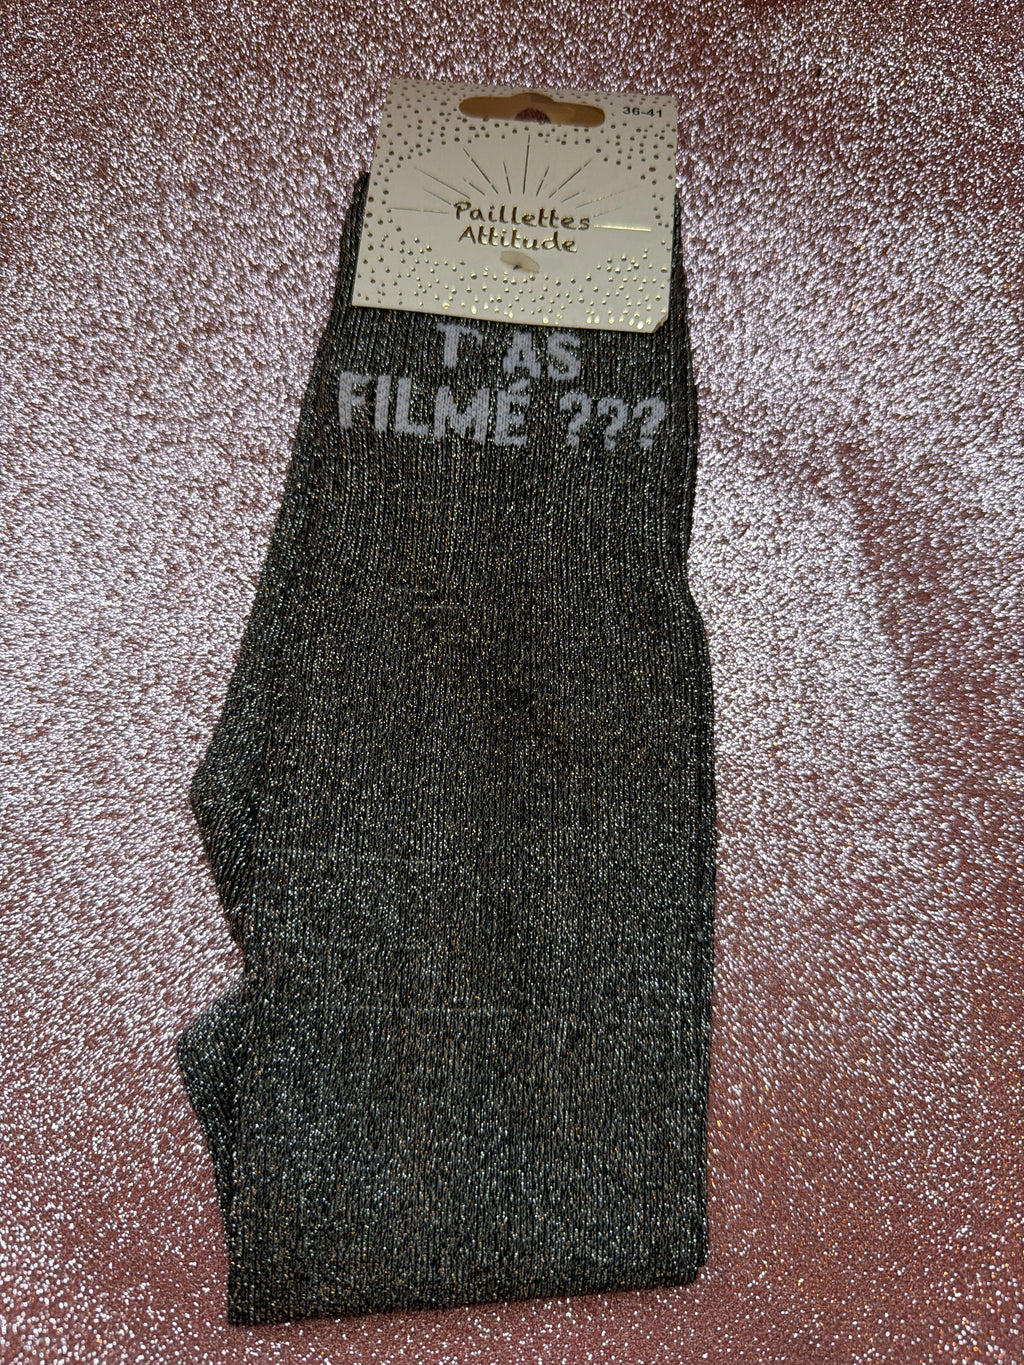 36-41
Paillettes
Attitude
T'AS
FILMÉ ???